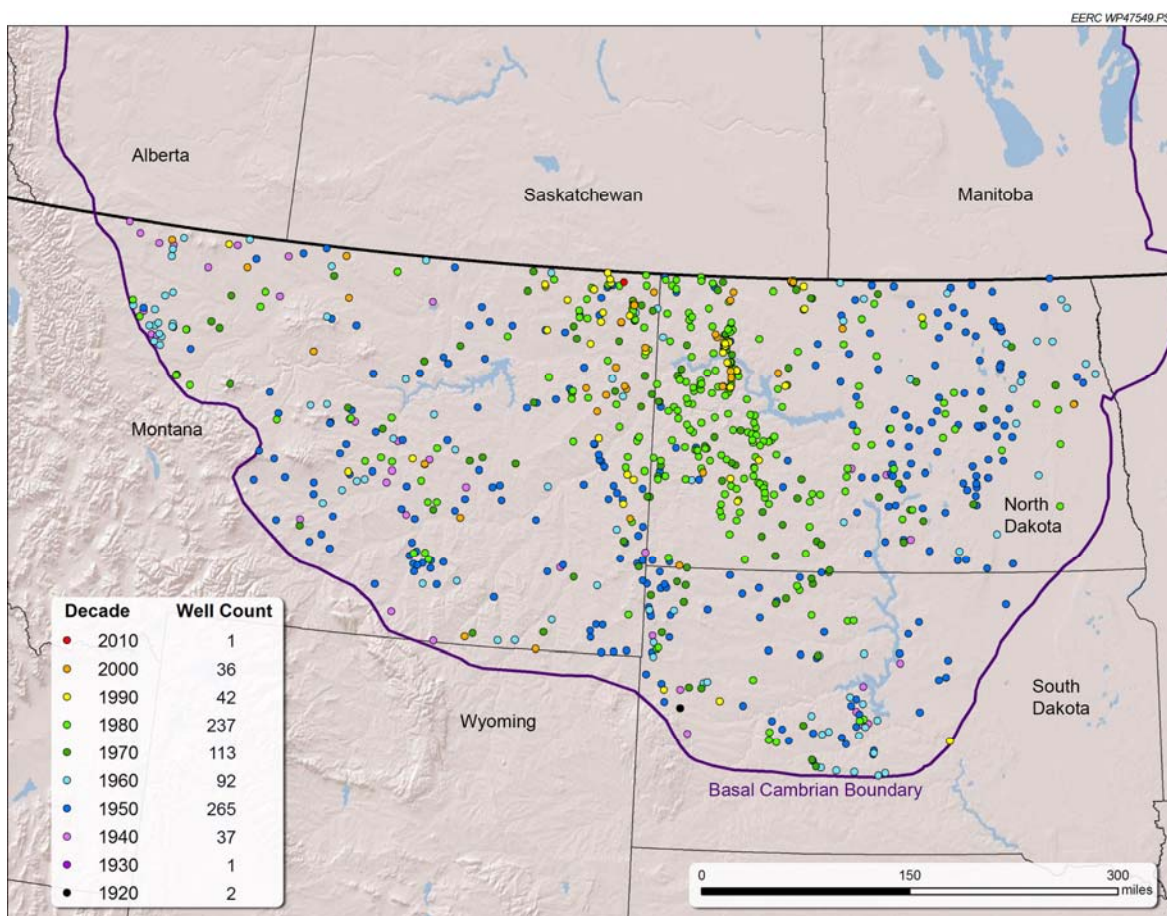 EERC WP47549.PS
Alberta
Saskatchewan
Manitoba
Montana
North
Dakota
South
Dakota
Wyoming
Basal Cambrian Boundary
Decade Well Count
2010 1
2000 36
1990 42
1980 237
1970 113
1960 92
1950 265
1940 37
1930 1
1920 2
0 150 300
miles